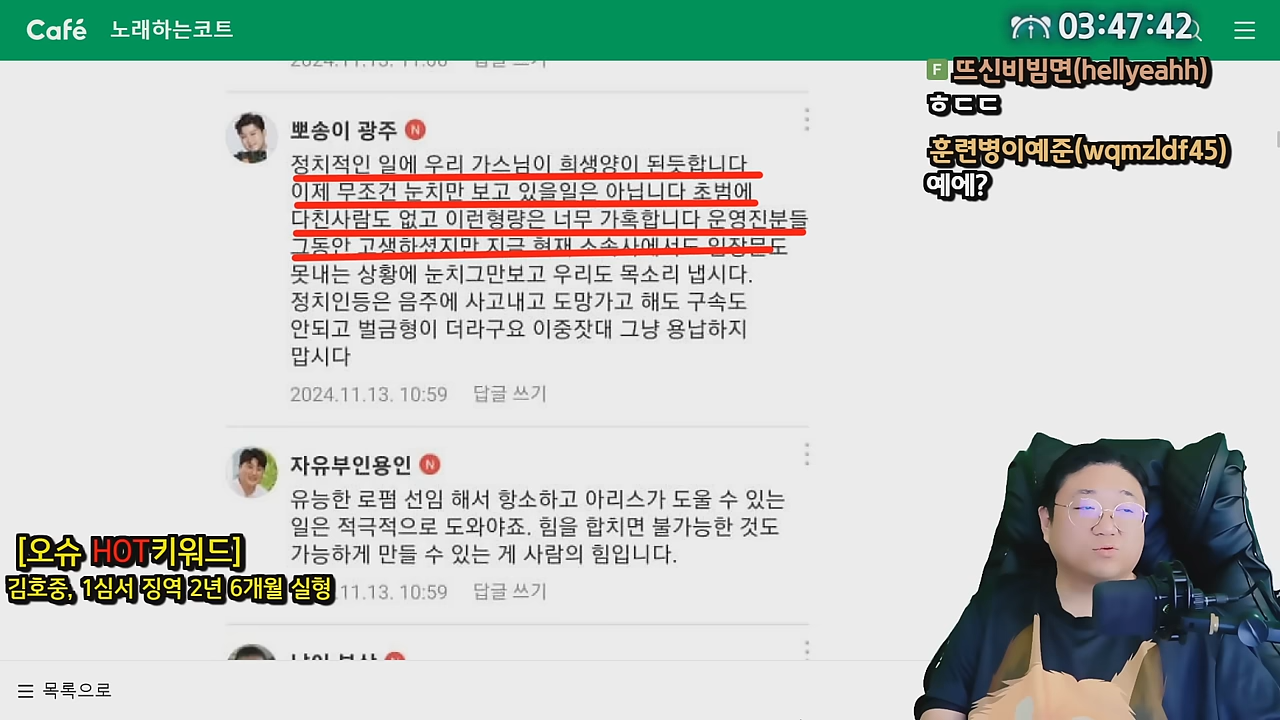 Café 노래하는코트
03:47:42
2024.11.13. 11:06 답글 쓰기
뽀송이 광주 N
정치적인 일에 우리 가스님이 희생양이 된듯합니다
이제 무조건 눈치만 보고 있을일은 아닙니다 초범에
다친사람도 없고 이런형량은 너무 가혹합니다 운영진분들
그동안 고생하셨지만 지금 현재 소속사에서도 입장문도
못내는 상황에 눈치그만보고 우리도 목소리 냅시다.
정치인등은 음주에 사고내고 도망가고 해도 구속도
안되고 벌금형이 더라구요 이중잣대 그냥 용납하지
맙시다
2024.11.13. 10:59 답글 쓰기
자유부인용인 N
유능한 로펌 선임 해서 항소하고 아리스가 도울 수 있는
일은 적극적으로 도와야죠. 힘을 합치면 불가능한 것도
가능하게 만들 수 있는 게 사람의 힘입니다.
.11.13. 10:59 답글 쓰기
목록으로
F 뜨신비빔면(hellyeahh)
ㅎㄷㄷ
훈련병이예준(wqmzldf45)
예에?
[오슈 HOT키워드]
김호중, 1심서 징역 2년 6개월 실형